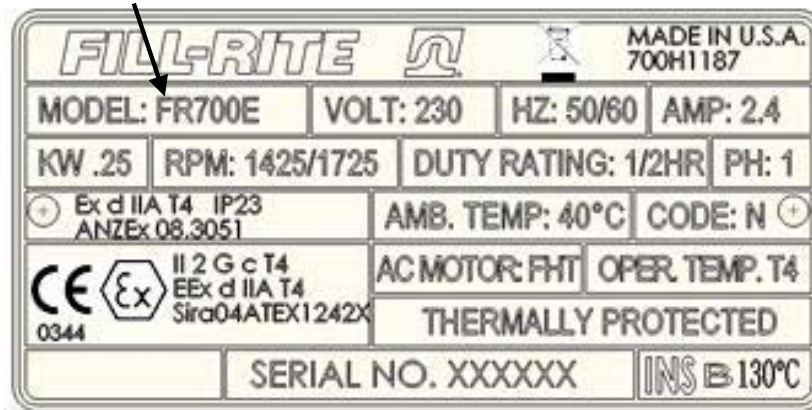 FILL-RITE
MADE IN U.S.A.
700H1187
MODEL: FR700E VOLT: 230 HZ: 50/60 AMP: 2.4
KW .25 RPM: 1425/1725 DUTY RATING: 1/2HR PH: 1
Ex d IIA T4 IP23
ANZEx 08.3051
AMB. TEMP: 40°C CODE: N
CE 0344
Ex
II 2 G c T4
EEx d IIA T4
Sira04ATEX1242X
AC MOTOR: FHT OPER. TEMP. T4
THERMALLY PROTECTED
SERIAL NO. XXXXXX INS B 130°C